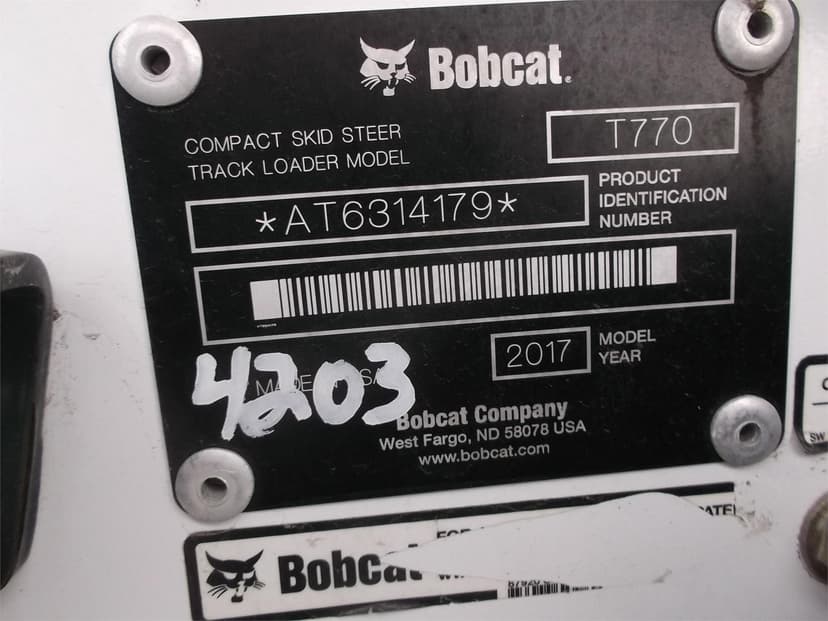 Bobcat.
COMPACT SKID STEER
TRACK LOADER MODEL
T770
*AT6314179*
PRODUCT
IDENTIFICATION
NUMBER
2017
MODEL
YEAR
4203
MADE
Bobcat Company
West Fargo, ND 58078 USA
www.bobcat.com
Bobcat